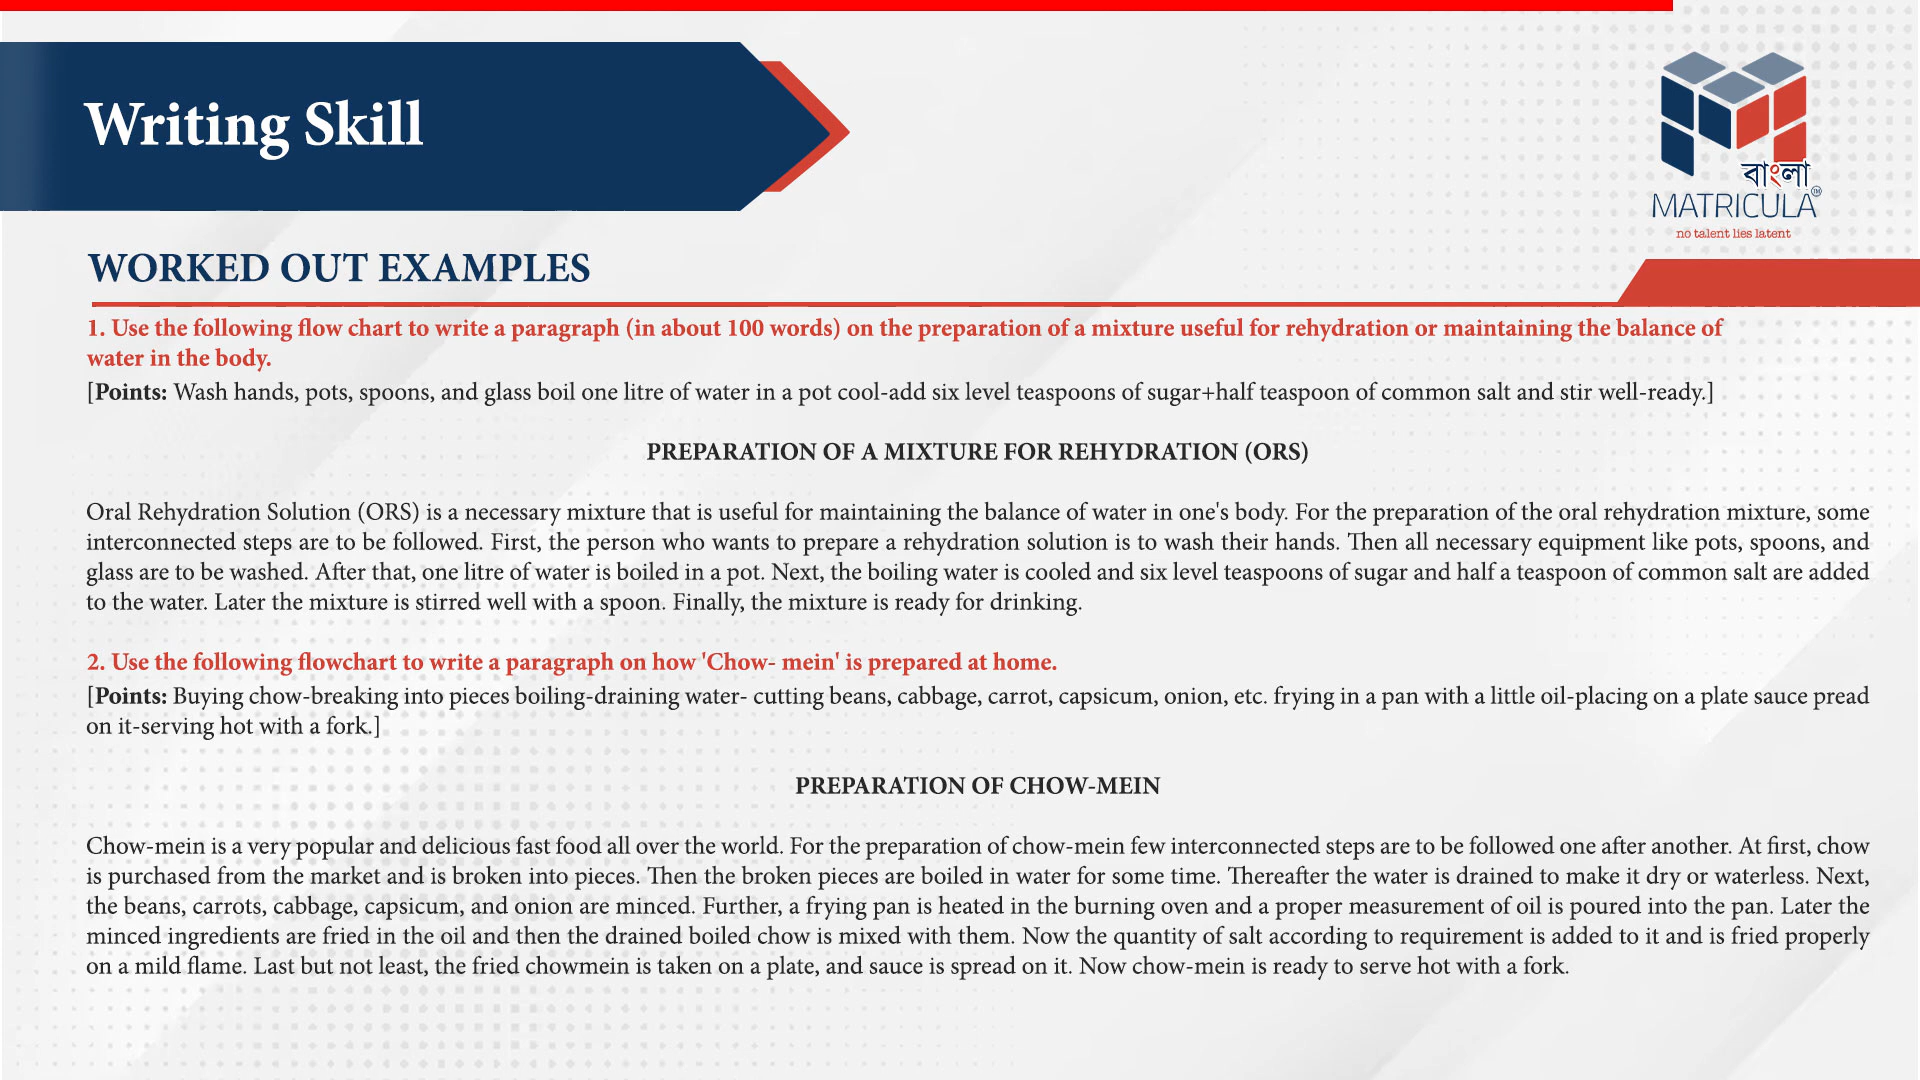 Writing Skill
বাংলা
MATRICULA
TM
no talent lies latent
WORKED OUT EXAMPLES
1. Use the following flow chart to write a paragraph (in about 100 words) on the preparation of a mixture useful for rehydration or maintaining the balance of
water in the body.
[Points: Wash hands, pots, spoons, and glass boil one litre of water in a pot cool-add six level teaspoons of sugar+half teaspoon of common salt and stir well-ready.]
PREPARATION OF A MIXTURE FOR REHYDRATION (ORS)
Oral Rehydration Solution (ORS) is a necessary mixture that is useful for maintaining the balance of water in one's body. For the preparation of the oral rehydration mixture, some
interconnected steps are to be followed. First, the person who wants to prepare a rehydration solution is to wash their hands. Then all necessary equipment like pots, spoons, and
glass are to be washed. After that, one litre of water is boiled in a pot. Next, the boiling water is cooled and six level teaspoons of sugar and half a teaspoon of common salt are added
to the water. Later the mixture is stirred well with a spoon. Finally, the mixture is ready for drinking.
2. Use the following flowchart to write a paragraph on how 'Chow- mein' is prepared at home.
[Points: Buying chow-breaking into pieces boiling-draining water- cutting beans, cabbage, carrot, capsicum, onion, etc. frying in a pan with a little oil-placing on a plate sauce pread
on it-serving hot with a fork.]
PREPARATION OF CHOW-MEIN
Chow-mein is a very popular and delicious fast food all over the world. For the preparation of chow-mein few interconnected steps are to be followed one after another. At first, chow
is purchased from the market and is broken into pieces. Then the broken pieces are boiled in water for some time. Thereafter the water is drained to make it dry or waterless. Next,
the beans, carrots, cabbage, capsicum, and onion are minced. Further, a frying pan is heated in the burning oven and a proper measurement of oil is poured into the pan. Later the
minced ingredients are fried in the oil and then the drained boiled chow is mixed with them. Now the quantity of salt according to requirement is added to it and is fried properly
on a mild flame. Last but not least, the fried chowmein is taken on a plate, and sauce is spread on it. Now chow-mein is ready to serve hot with a fork.